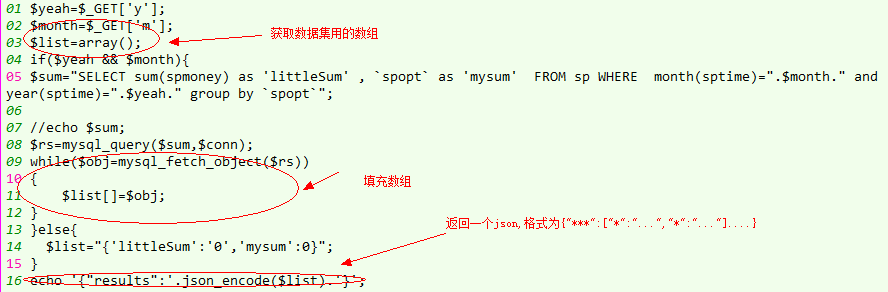 01 $yeah=$_GET['y'];
02 $month=$_GET['m'];
03 $list=array();
获取数据集用的数组
04 if($yeah && $month){
05 $sum="SELECT sum(spmoney) as 'littleSum' , `spopt` as 'mysum'  FROM sp WHERE  month(sptime)=".$month." and
year(sptime)=".$yeah." group by `spopt`";
06
07 //echo $sum;
08 $rs=mysql_query($sum,$conn);
09 while($obj=mysql_fetch_object($rs))
10 {
填充数组
11     $list[]=$obj;
12 }
返回一个json,格式为{"***":["*":"...","*":"..."]....}
13 }else{
14   $list="{'littleSum':'0','mysum':0}";
15 }
16 echo '{"results":'.json_encode($list).'}';